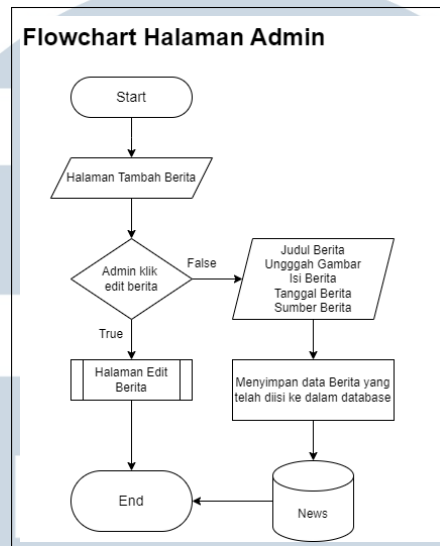 Flowchart Halaman Admin
Start
Halaman Tambah Berita
Admin klik
edit berita
False
Judul Berita
Ungggah Gambar
Isi Berita
Tanggal Berita
Sumber Berita
True
Halaman Edit
Berita
Menyimpan data Berita yang
telah diisi ke dalam database
End
News